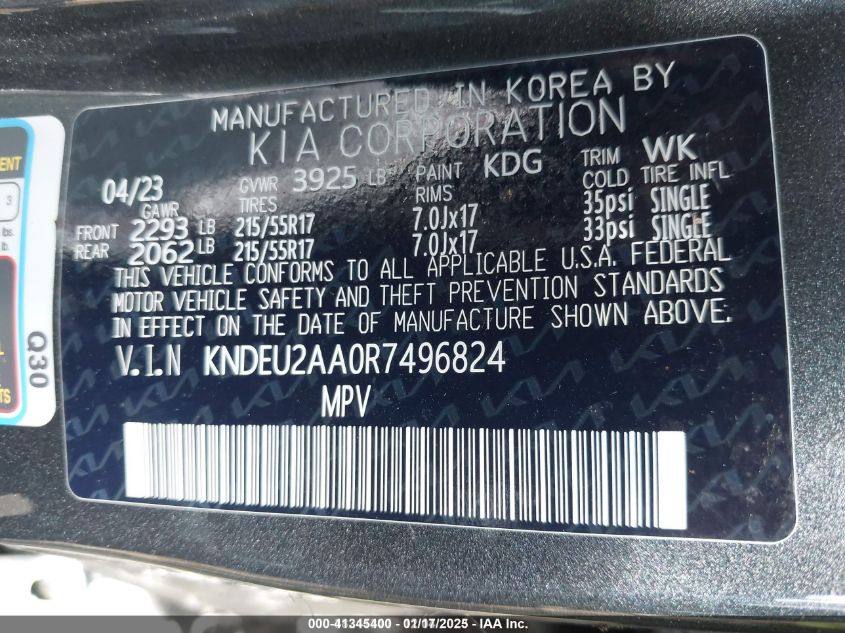 MANUFACTURED IN KOREA BY
KIA CORPORATION
04/23 GVWR 3925 LB PAINT KDG TRIM WK
GAWR TIRES RIMS COLD TIRE INFL
FRONT 2293 LB 215/55R17 7.0Jx17 35psi SINGLE
REAR 2062 LB 215/55R17 7.0Jx17 33psi SINGLE
THIS VEHICLE CONFORMS TO ALL APPLICABLE U.S.A. FEDERAL
MOTOR VEHICLE SAFETY AND THEFT PREVENTION STANDARDS
IN EFFECT ON THE DATE OF MANUFACTURE SHOWN ABOVE.
V.I.N KNDEU2AA0R7496824
MPV
3
lbs.
lb.
Q30
000-41345400 - 01/17/2025 - IAA Inc.